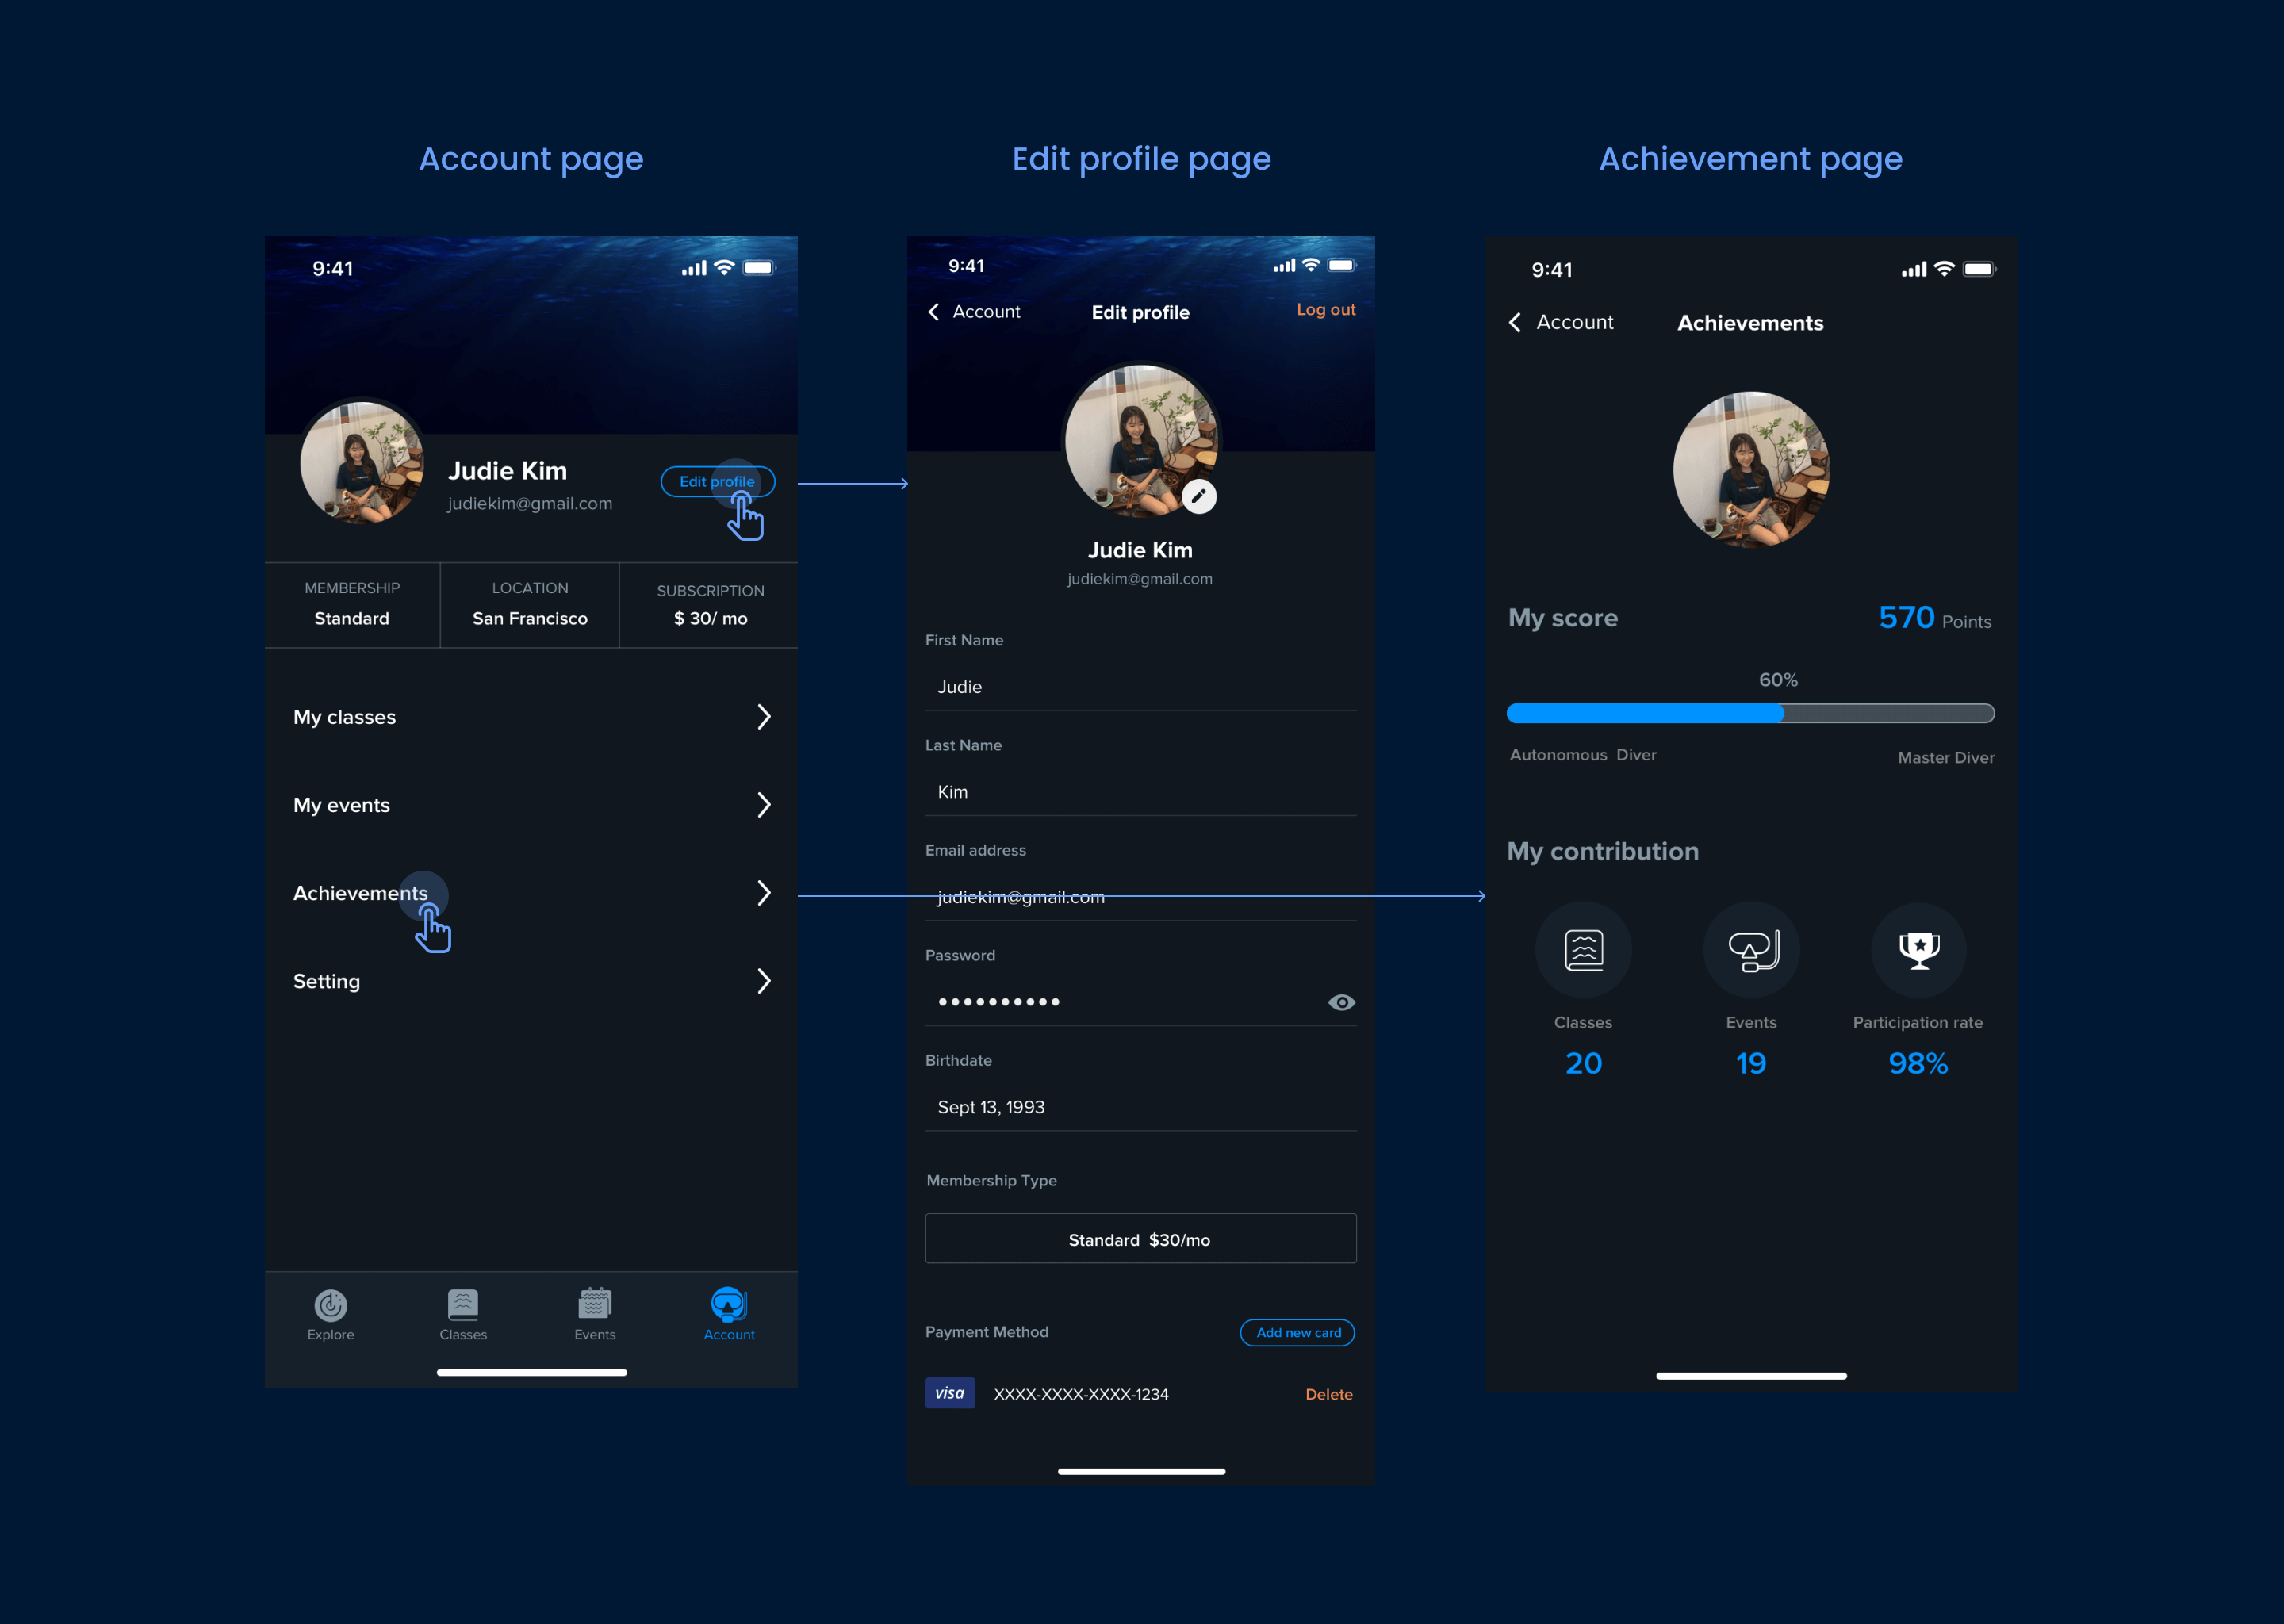 Account page
9:41
Judie Kim
judiekim@gmail.com
Edit profile
MEMBERSHIP
Standard
LOCATION
San Francisco
SUBSCRIPTION
$ 30/ mo
My classes
My events
Achievements
Setting
Explore
Classes
Events
Account
Edit profile page
9:41
Account
Edit profile
Log out
Judie Kim
judiekim@gmail.com
First Name
Judie
Last Name
Kim
Email address
judiekim@gmail.com
Password
Birthdate
Sept 13, 1993
Membership Type
Standard $30/mo
Payment Method
Add new card
visa
XXXX-XXXX-XXXX-1234
Delete
Achievement page
9:41
Account
Achievements
My score
570 Points
60%
Autonomous Diver
Master Diver
My contribution
Classes
20
Events
19
Participation rate
98%